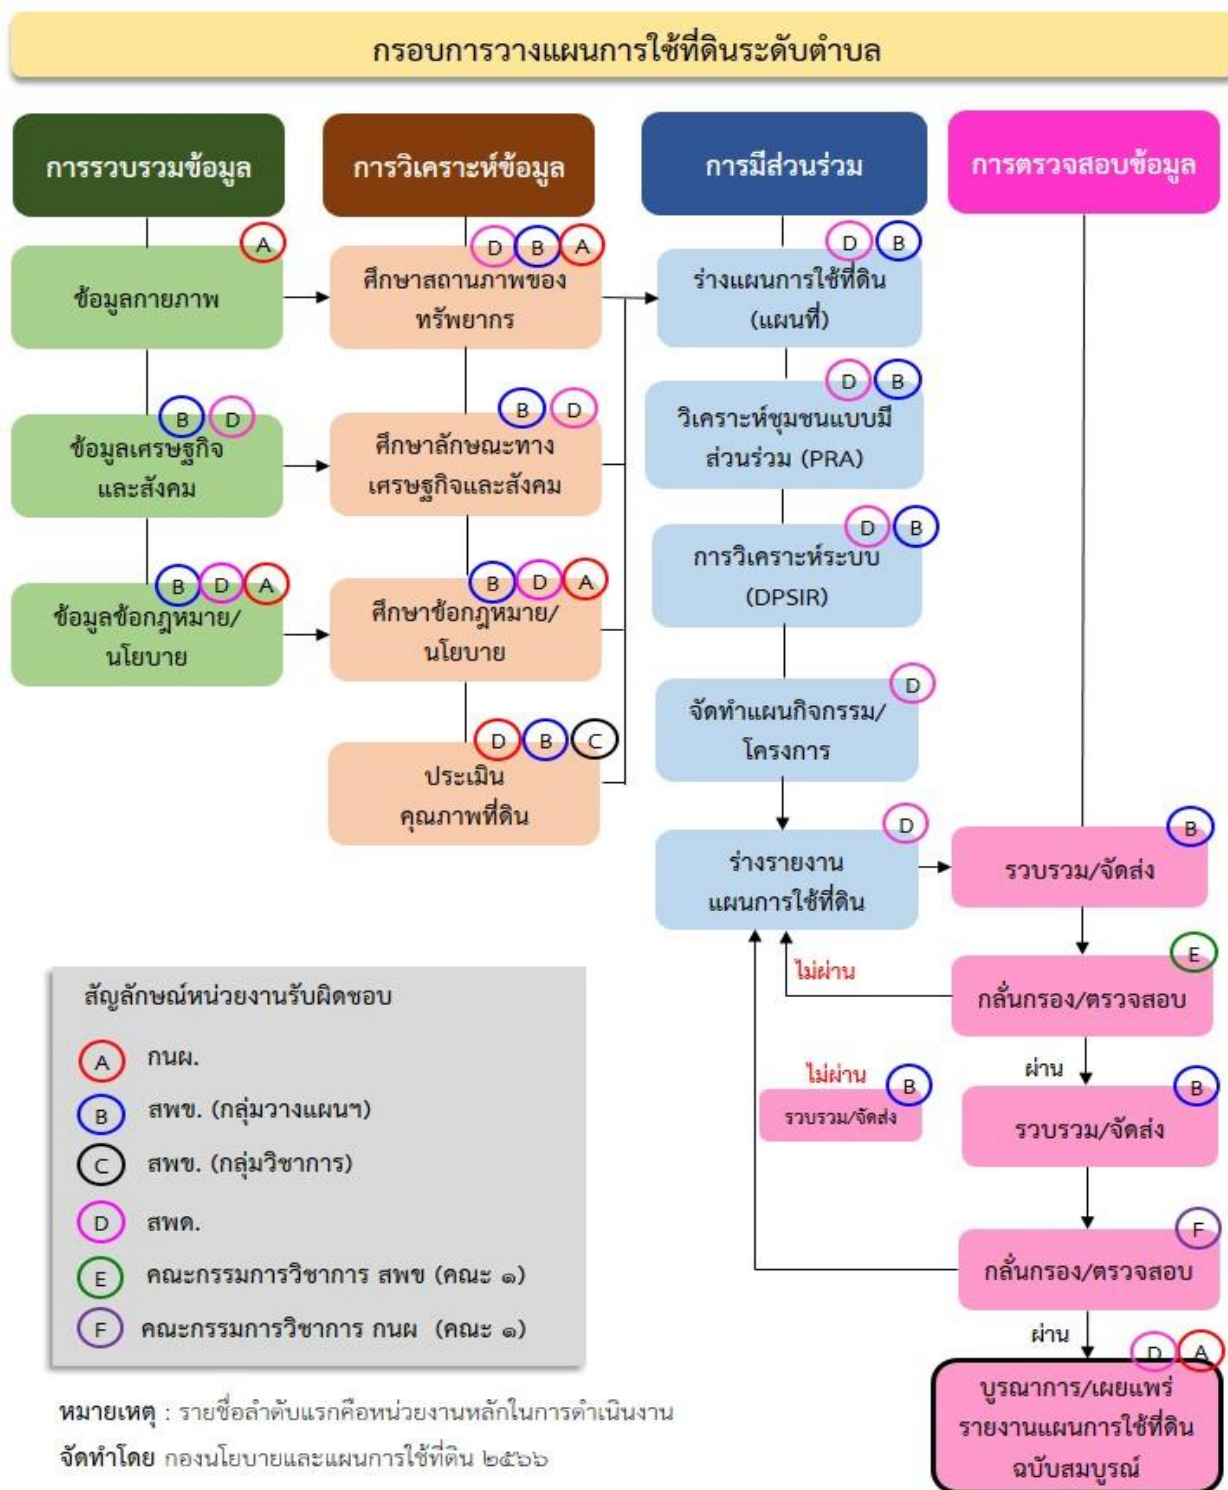 กรอบการวางแผนการใช้ที่ดินระดับตำบล
การรวบรวมข้อมูล
A
ข้อมูลกายภาพ
B D
ข้อมูลเศรษฐกิจ
และสังคม
B D A
ข้อมูลข้อกฎหมาย/
นโยบาย
การวิเคราะห์ข้อมูล
D B A
ศึกษาสถานภาพของ
ทรัพยากร
B D
ศึกษาลักษณะทาง
เศรษฐกิจและสังคม
B D A
ศึกษาข้อกฎหมาย/
นโยบาย
D B C
ประเมิน
คุณภาพที่ดิน
การมีส่วนร่วม
D B
ร่างแผนการใช้ที่ดิน
(แผนที่)
D B
วิเคราะห์ชุมชนแบบมี
ส่วนร่วม (PRA)
D B
การวิเคราะห์ระบบ
(DPSIR)
D
จัดทำแผนกิจกรรม/
โครงการ
D
ร่างรายงาน
แผนการใช้ที่ดิน
การตรวจสอบข้อมูล
B
รวบรวม/จัดส่ง
E
กลั่นกรอง/ตรวจสอบ
ไม่ผ่าน
ผ่าน
B
รวบรวม/จัดส่ง
ไม่ผ่าน
B
รวบรวม/จัดส่ง
F
กลั่นกรอง/ตรวจสอบ
ผ่าน
D A
บูรณาการ/เผยแพร่
รายงานแผนการใช้ที่ดิน
ฉบับสมบูรณ์
สัญลักษณ์หน่วยงานรับผิดชอบ
A กนผ.
B สพข. (กลุ่มวางแผนฯ)
C สพข. (กลุ่มวิชาการ)
D สพด.
E คณะกรรมการวิชาการ สพข (คณะ ๑)
F คณะกรรมการวิชาการ กนผ (คณะ ๑)
หมายเหตุ : รายชื่อลำดับแรกคือหน่วยงานหลักในการดำเนินงาน
จัดทำโดย กองนโยบายและแผนการใช้ที่ดิน ๒๕๖๖